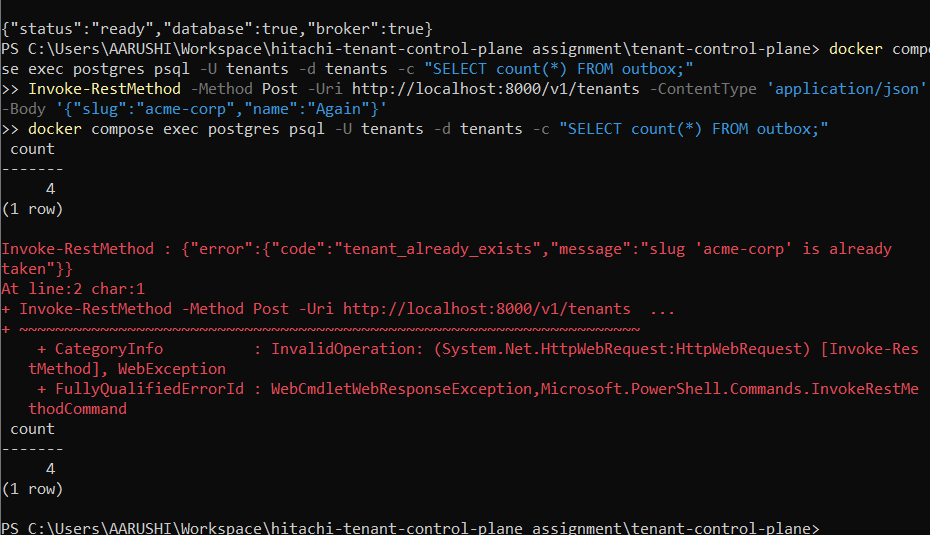 {"status":"ready","database":true,"broker":true}
PS C:\Users\AARUSHI\Workspace\hitachi-tenant-control-plane assignment\tenant-control-plane> docker compo
se exec postgres psql -U tenants -d tenants -c "SELECT count(*) FROM outbox;"
>> Invoke-RestMethod -Method Post -Uri http://localhost:8000/v1/tenants -ContentType 'application/json'
-Body '{"slug":"acme-corp","name":"Again"}'
>> docker compose exec postgres psql -U tenants -d tenants -c "SELECT count(*) FROM outbox;"
 count
-------
     4
(1 row)

Invoke-RestMethod : {"error":{"code":"tenant_already_exists","message":"slug 'acme-corp' is already
taken"}}
At line:2 char:1
+ Invoke-RestMethod -Method Post -Uri http://localhost:8000/v1/tenants  ...
+ ~~~~~~~~~~~~~~~~~~~~~~~~~~~~~~~~~~~~~~~~~~~~~~~~~~~~~~~~~~~~~~~~~~~~~
    + CategoryInfo          : InvalidOperation: (System.Net.HttpWebRequest:HttpWebRequest) [Invoke-Res
   tMethod], WebException
    + FullyQualifiedErrorId : WebCmdletWebResponseException,Microsoft.PowerShell.Commands.InvokeRestMe
   thodCommand
 count
-------
     4
(1 row)

PS C:\Users\AARUSHI\Workspace\hitachi-tenant-control-plane assignment\tenant-control-plane>